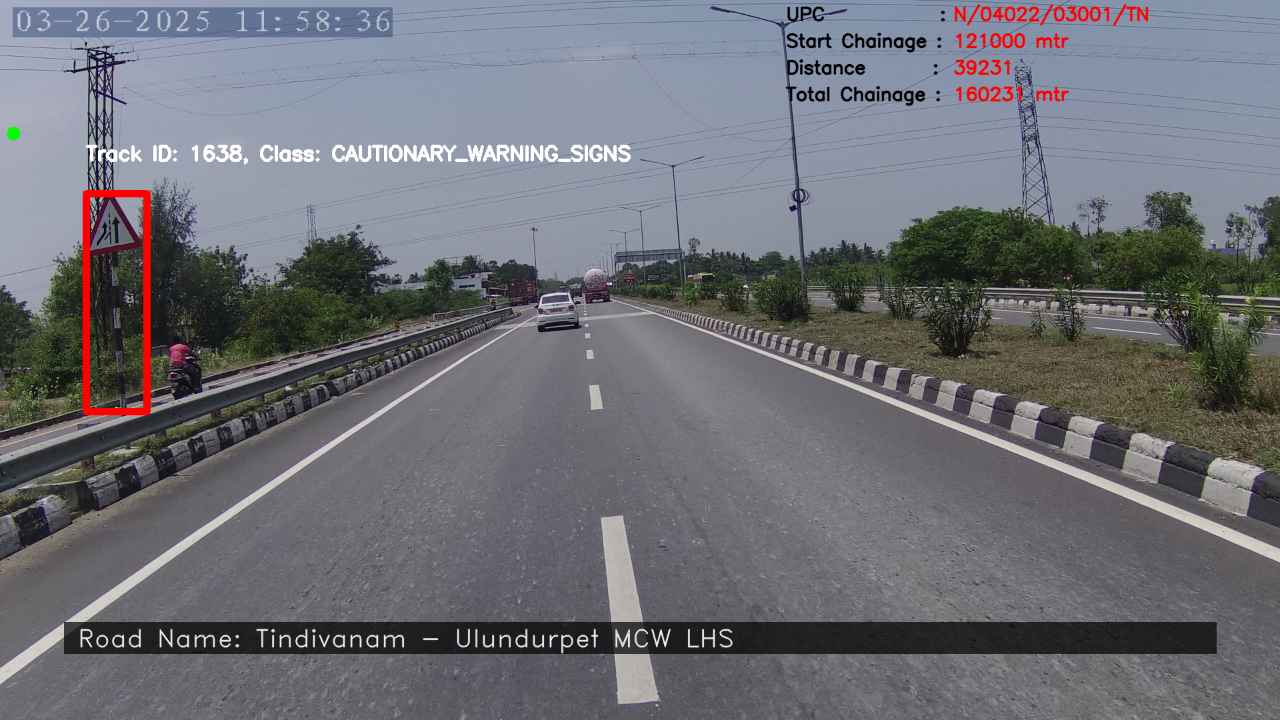 03-26-2025 11:58:36
UPC : N/04022/03001/TN
Start Chainage : 121000 mtr
Distance : 39231
Total Chainage : 160231 mtr
Track ID: 1638, Class: CAUTIONARY_WARNING_SIGNS
Road Name: Tindivanam - Ulundurpet MCW LHS